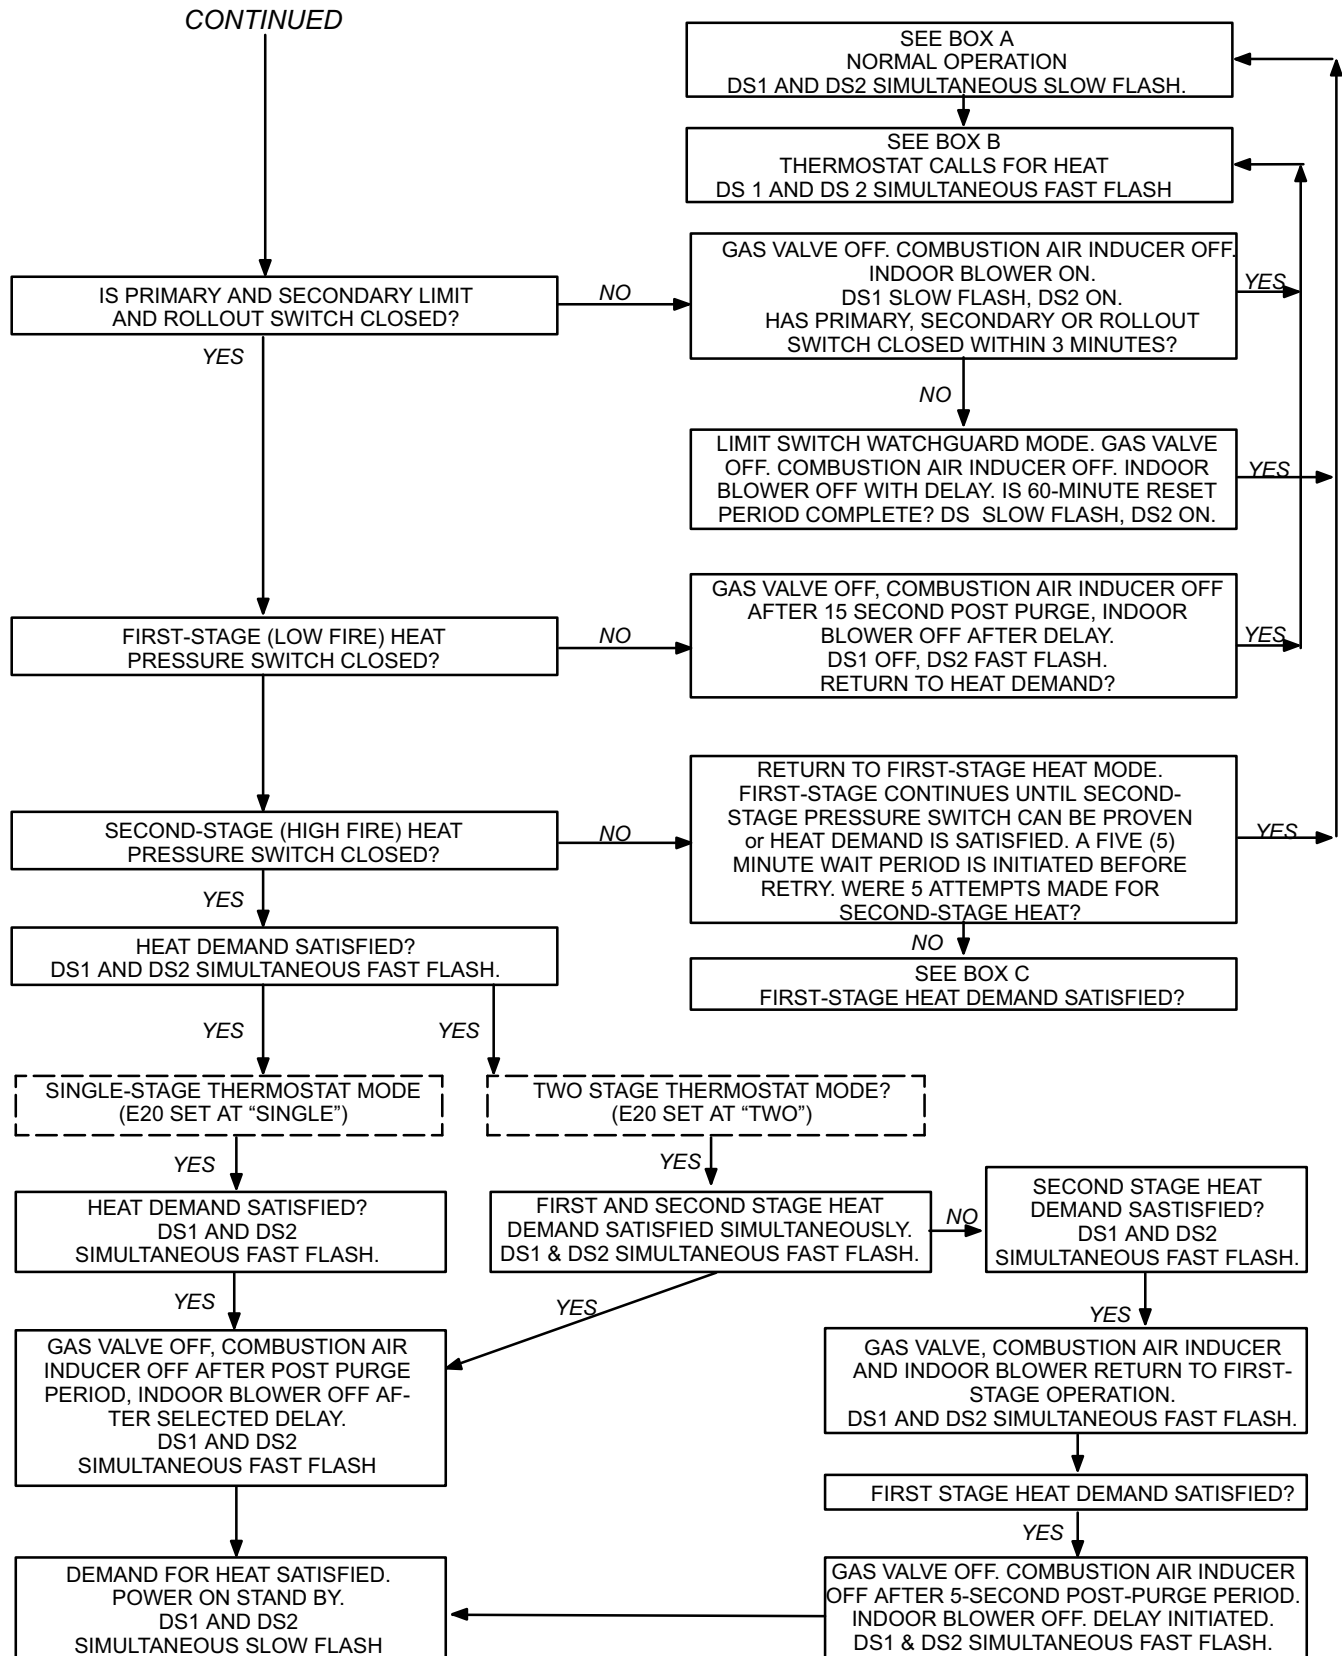 CONTINUED
SEE BOX A
NORMAL OPERATION
DS1 AND DS2 SIMULTANEOUS SLOW FLASH.
SEE BOX B
THERMOSTAT CALLS FOR HEAT
DS 1 AND DS 2 SIMULTANEOUS FAST FLASH
IS PRIMARY AND SECONDARY LIMIT
AND ROLLOUT SWITCH CLOSED?
NO
GAS VALVE OFF. COMBUSTION AIR INDUCER OFF.
INDOOR BLOWER ON.
DS1 SLOW FLASH, DS2 ON.
HAS PRIMARY, SECONDARY OR ROLLOUT
SWITCH CLOSED WITHIN 3 MINUTES?
YES
YES
NO
LIMIT SWITCH WATCHGUARD MODE. GAS VALVE
OFF. COMBUSTION AIR INDUCER OFF. INDOOR
BLOWER OFF WITH DELAY. IS 60-MINUTE RESET
PERIOD COMPLETE? DS  SLOW FLASH, DS2 ON.
YES
FIRST-STAGE (LOW FIRE) HEAT
PRESSURE SWITCH CLOSED?
NO
GAS VALVE OFF, COMBUSTION AIR INDUCER OFF
AFTER 15 SECOND POST PURGE, INDOOR
BLOWER OFF AFTER DELAY.
DS1 OFF, DS2 FAST FLASH.
RETURN TO HEAT DEMAND?
YES
SECOND-STAGE (HIGH FIRE) HEAT
PRESSURE SWITCH CLOSED?
NO
RETURN TO FIRST-STAGE HEAT MODE.
FIRST-STAGE CONTINUES UNTIL SECOND-
STAGE PRESSURE SWITCH CAN BE PROVEN
or HEAT DEMAND IS SATISFIED. A FIVE (5)
MINUTE WAIT PERIOD IS INITIATED BEFORE
RETRY. WERE 5 ATTEMPTS MADE FOR
SECOND-STAGE HEAT?
YES
YES
NO
HEAT DEMAND SATISFIED?
DS1 AND DS2 SIMULTANEOUS FAST FLASH.
SEE BOX C
FIRST-STAGE HEAT DEMAND SATISFIED?
YES
YES
SINGLE-STAGE THERMOSTAT MODE
(E20 SET AT “SINGLE”)
TWO STAGE THERMOSTAT MODE?
(E20 SET AT “TWO”)
YES
YES
HEAT DEMAND SATISFIED?
DS1 AND DS2
SIMULTANEOUS FAST FLASH.
FIRST AND SECOND STAGE HEAT
DEMAND SATISFIED SIMULTANEOUSLY.
DS1 & DS2 SIMULTANEOUS FAST FLASH.
NO
SECOND STAGE HEAT
DEMAND SASTISFIED?
DS1 AND DS2
SIMULTANEOUS FAST FLASH.
YES
YES
YES
GAS VALVE OFF, COMBUSTION AIR
INDUCER OFF AFTER POST PURGE
PERIOD, INDOOR BLOWER OFF AF-
TER SELECTED DELAY.
DS1 AND DS2
SIMULTANEOUS FAST FLASH
GAS VALVE, COMBUSTION AIR INDUCER
AND INDOOR BLOWER RETURN TO FIRST-
STAGE OPERATION.
DS1 AND DS2 SIMULTANEOUS FAST FLASH.
FIRST STAGE HEAT DEMAND SATISFIED?
YES
DEMAND FOR HEAT SATISFIED.
POWER ON STAND BY.
DS1 AND DS2
SIMULTANEOUS SLOW FLASH
GAS VALVE OFF. COMBUSTION AIR INDUCER
OFF AFTER 5-SECOND POST-PURGE PERIOD.
INDOOR BLOWER OFF. DELAY INITIATED.
DS1 & DS2 SIMULTANEOUS FAST FLASH.